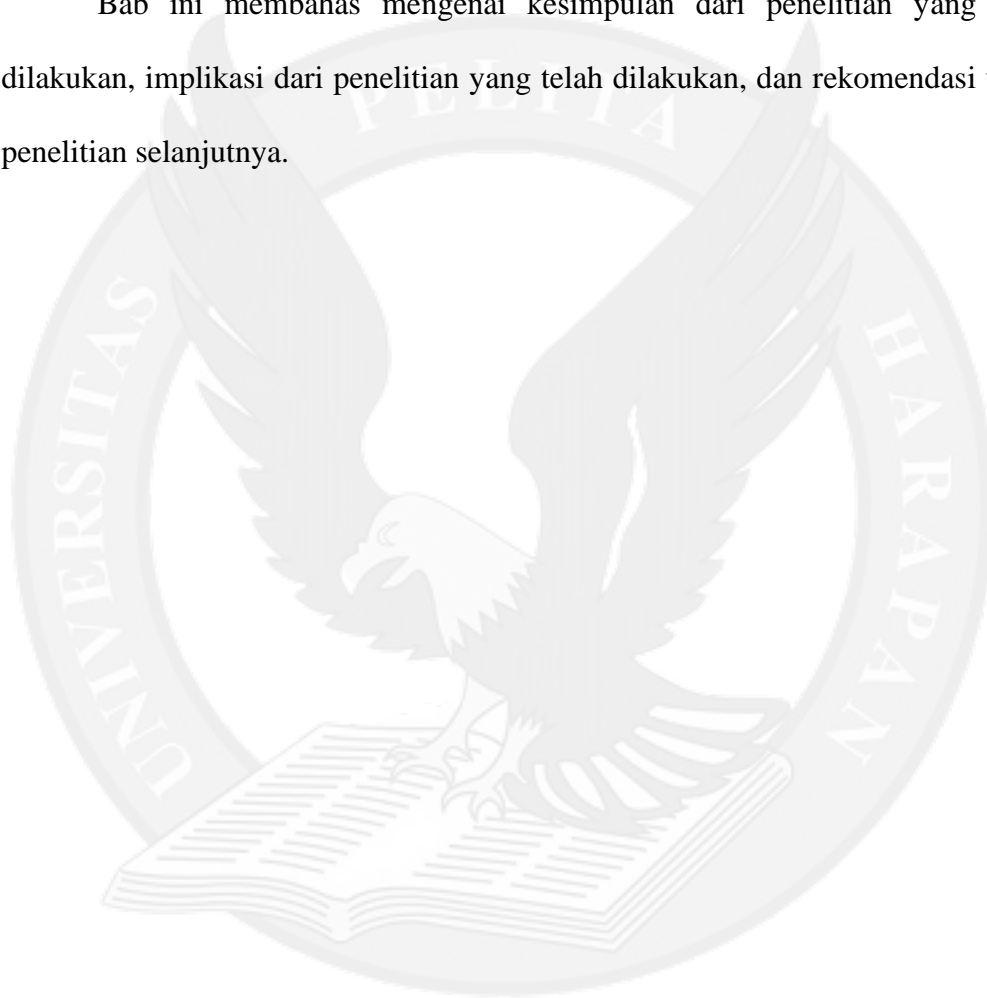 Bab ini membahas mengenai kesimpulan dari penelitian yang
dilakukan, implikasi dari penelitian yang telah dilakukan, dan rekomendasi
penelitian selanjutnya.
UNIVERSITAS PELITA HARAPAN